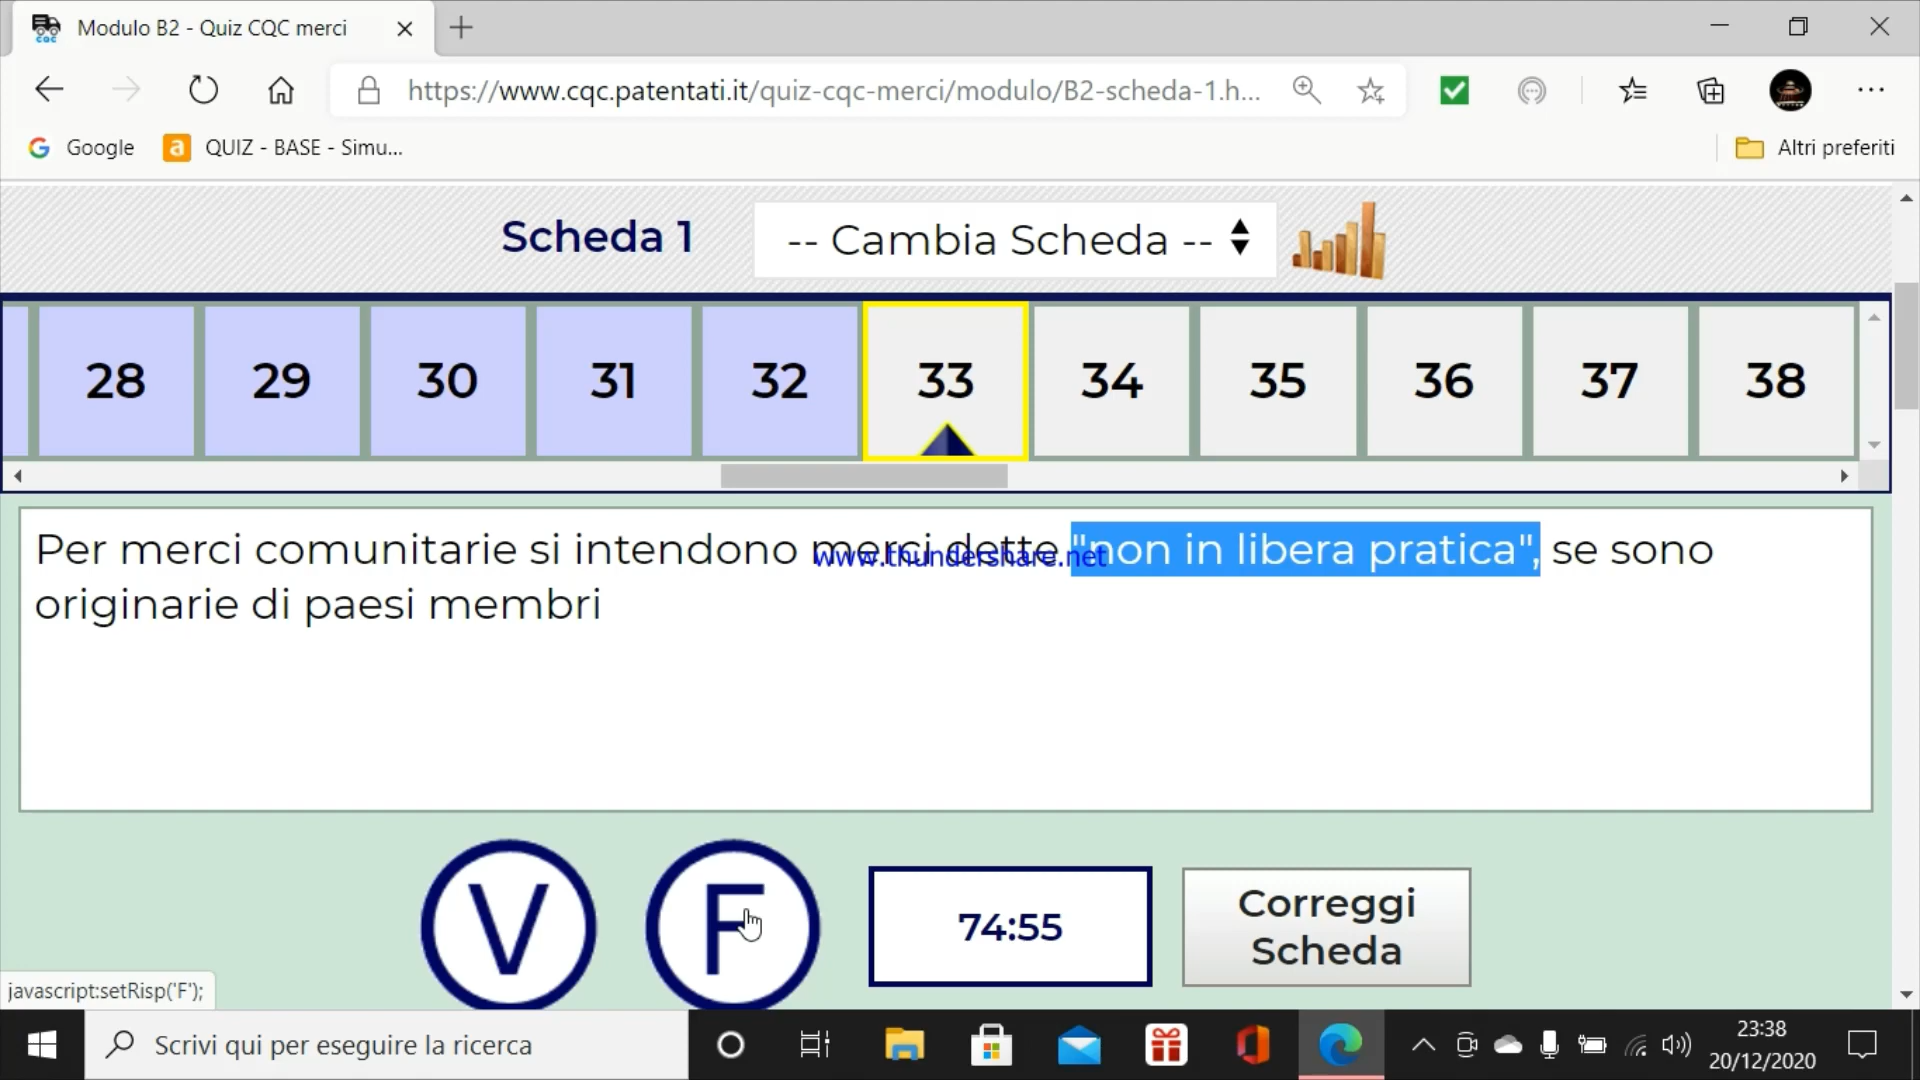 Modulo B2 - Quiz CQC merci
https://www.cqc.patentati.it/quiz-cqc-merci/modulo/B2-scheda-1.h...
Google
a
QUIZ - BASE - Simu...
Altri preferiti
Scheda 1
-- Cambia Scheda --
28 29 30 31 32 33 34 35 36 37 38
Per merci comunitarie si intendono merci dette "non in libera pratica", se sono
originarie di paesi membri
www.thundershare.net
V
F
74:55
Correggi
Scheda
javascript:setRisp('F');
Scrivi qui per eseguire la ricerca
23:38
20/12/2020